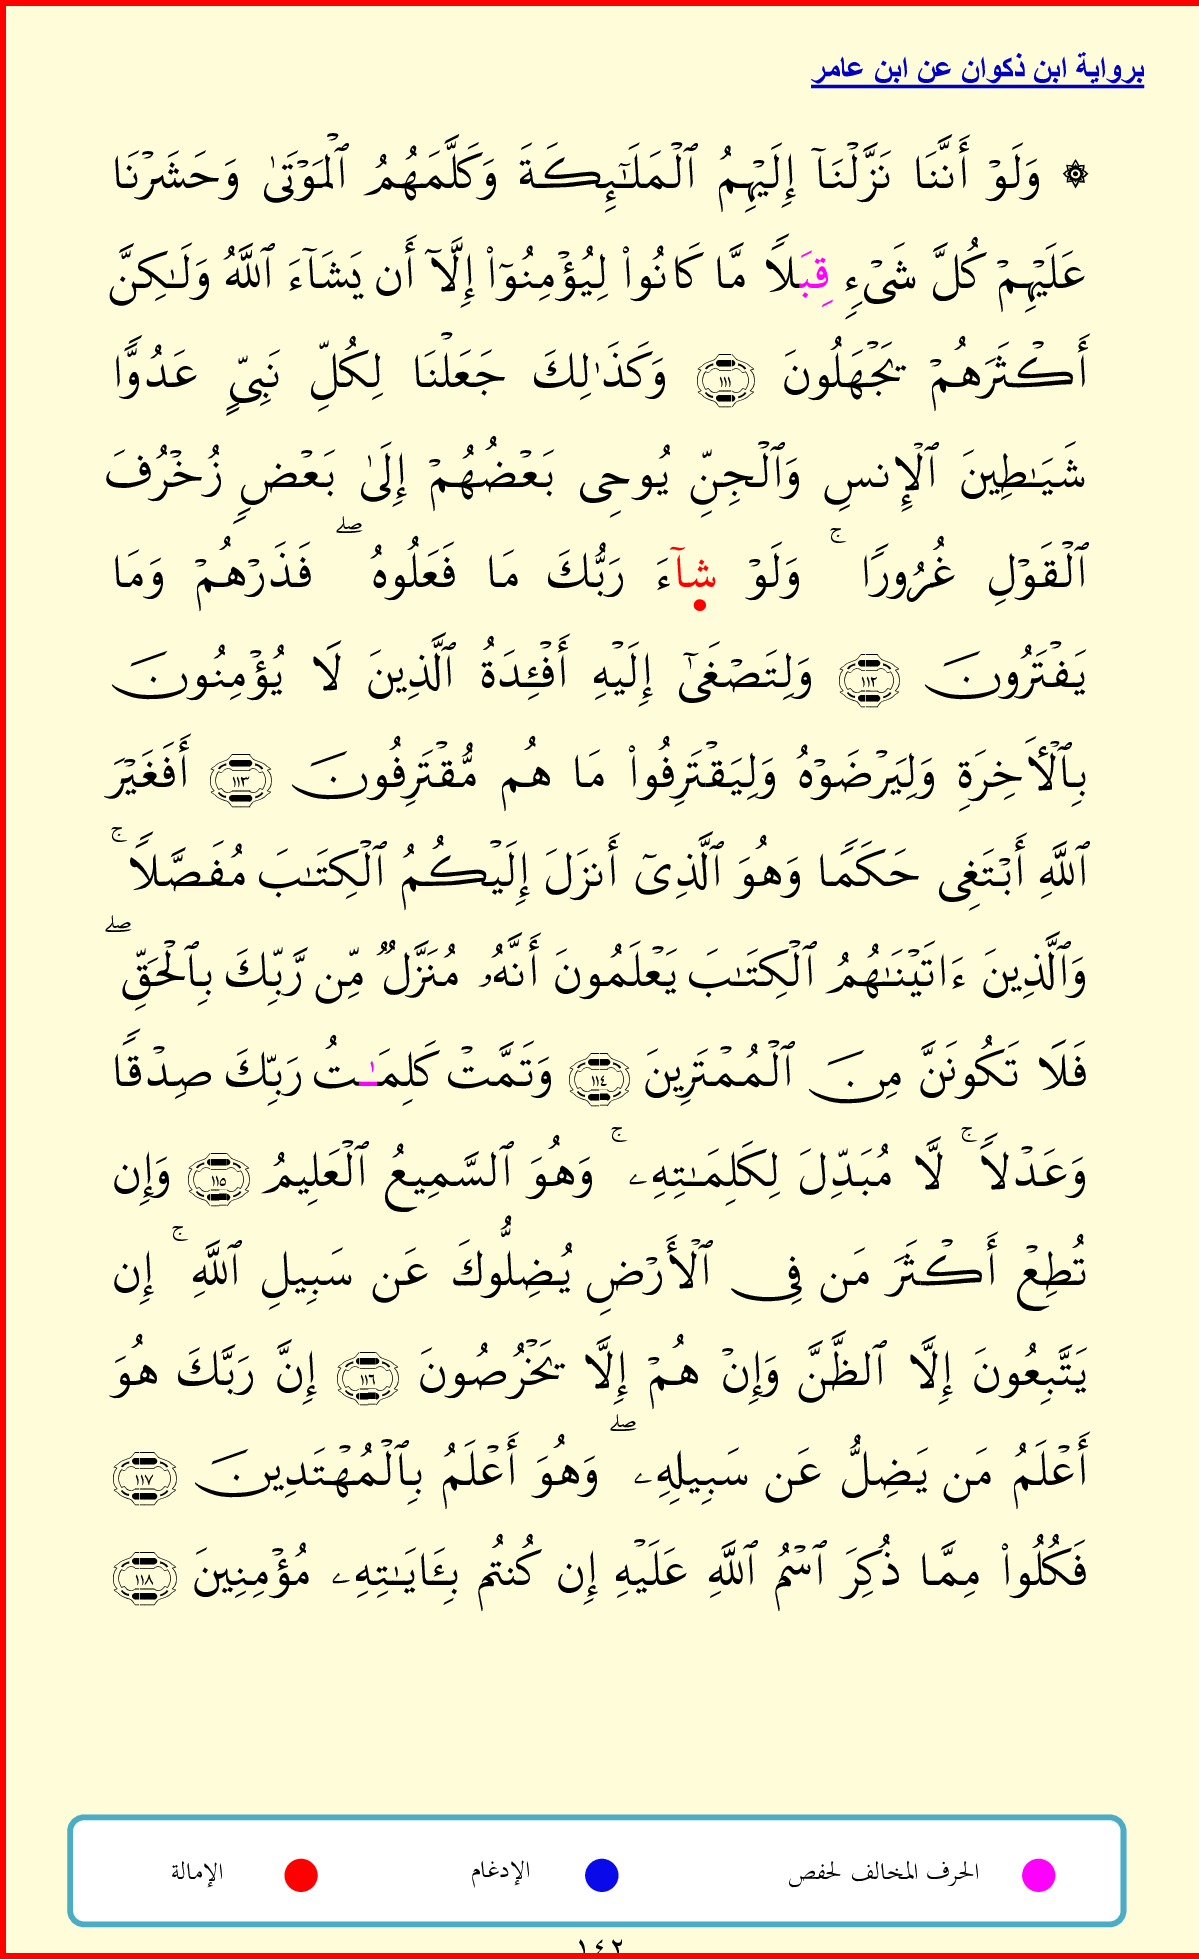 برواية ابن ذكوان عن ابن عامر
۞ وَلَوۡ أَنَّنَا نَزَّلۡنَآ إِلَيۡهِمُ ٱلۡمَلَٰٓئِكَةَ وَكَلَّمَهُمُ ٱلۡمَوۡتَىٰ وَحَشَرۡنَا
عَلَيۡهِمۡ كُلَّ شَىۡءٖ قِبَلاٗ مَّا كَانُواْ لِيُؤۡمِنُوٓاْ إِلَّآ أَن يَشَآءَ ٱللَّهُ وَلَٰكِنَّ
أَكۡثَرَهُمۡ يَجۡهَلُونَ ١١١ وَكَذَٰلِكَ جَعَلۡنَا لِكُلِّ نَبِىٍّ عَدُوّٗا
شَيَٰطِينَ ٱلۡإِنسِ وَٱلۡجِنِّ يُوحِى بَعۡضُهُمۡ إِلَىٰ بَعۡضٖ زُخۡرُفَ
ٱلۡقَوۡلِ غُرُورٗا ۚ وَلَوۡ شَآءَ رَبُّكَ مَا فَعَلُوهُ ۖ فَذَرۡهُمۡ وَمَا
يَفۡتَرُونَ ١١٢ وَلِتَصۡغَىٰٓ إِلَيۡهِ أَفۡـِٔدَةُ ٱلَّذِينَ لَا يُؤۡمِنُونَ
بِٱلۡأَخِرَةِ وَلِيَرۡضَوۡهُ وَلِيَقۡتَرِفُواْ مَا هُم مُّقۡتَرِفُونَ ١١٣ أَفَغَيۡرَ
ٱللَّهِ أَبۡتَغِى حَكَمٗا وَهُوَ ٱلَّذِىٓ أَنزَلَ إِلَيۡكُمُ ٱلۡكِتَٰبَ مُفَصَّلاٗ ۚ
وَٱلَّذِينَ ءَاتَيۡنَٰهُمُ ٱلۡكِتَٰبَ يَعۡلَمُونَ أَنَّهُۥ مُنَزَّلٞ مِّن رَّبِّكَ بِٱلۡحَقِّ ۖ
فَلَا تَكُونَنَّ مِنَ ٱلۡمُمۡتَرِينَ ١١٤ وَتَمَّتۡ كَلِمَٰتُ رَبِّكَ صِدۡقٗا
وَعَدۡلاٗ ۚ لَّا مُبَدِّلَ لِكَلِمَٰتِهِۦ ۚ وَهُوَ ٱلسَّمِيعُ ٱلۡعَلِيمُ ١١٥ وَإِن
تُطِعۡ أَكۡثَرَ مَن فِى ٱلۡأَرۡضِ يُضِلُّوكَ عَن سَبِيلِ ٱللَّهِ ۚ إِن
يَتَّبِعُونَ إِلَّا ٱلظَّنَّ وَإِنۡ هُمۡ إِلَّا يَخۡرُصُونَ ١١٦ إِنَّ رَبَّكَ هُوَ
أَعۡلَمُ مَن يَضِلُّ عَن سَبِيلِهِۦ ۖ وَهُوَ أَعۡلَمُ بِٱلۡمُهۡتَدِينَ ١١٧
فَكُلُواْ مِمَّا ذُكِرَ ٱسۡمُ ٱللَّهِ عَلَيۡهِ إِن كُنتُم بِـَٔايَٰتِهِۦ مُؤۡمِنِينَ ١١٨
الحرف المخالف لحفص الإدغام الإمالة
١٤٢